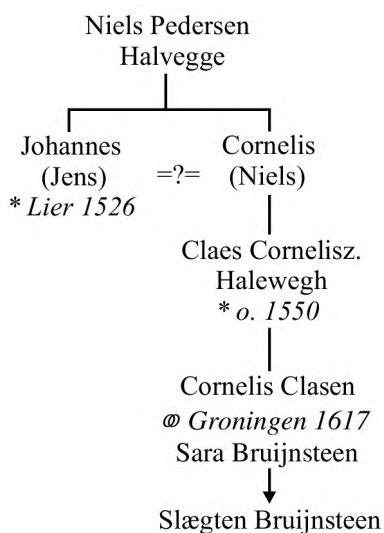 Niels Pedersen
Halvegge
Johannes
(Jens)
* Lier 1526
=?=
Cornelis
(Niels)
Claes Cornelisz.
Halewegh
* o. 1550
Cornelis Clasen
⚭ Groningen 1617
Sara Bruijnsteen
Slægten Bruijnsteen